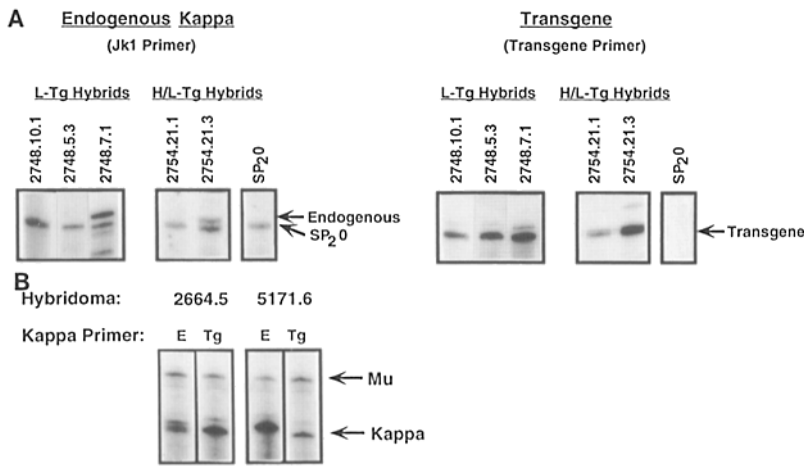 A
Endogenous Kappa
(Jk1 Primer)
L-Tg Hybrids
H/L-Tg Hybrids
2748.10.1
2748.5.3
2748.7.1
2754.21.1
2754.21.3
SP20
Endogenous
SP20
Transgene
(Transgene Primer)
L-Tg Hybrids
H/L-Tg Hybrids
2748.10.1
2748.5.3
2748.7.1
2754.21.1
2754.21.3
SP20
Transgene
B
Hybridoma: 2664.5 5171.6
Kappa Primer: E Tg E Tg
Mu
Kappa